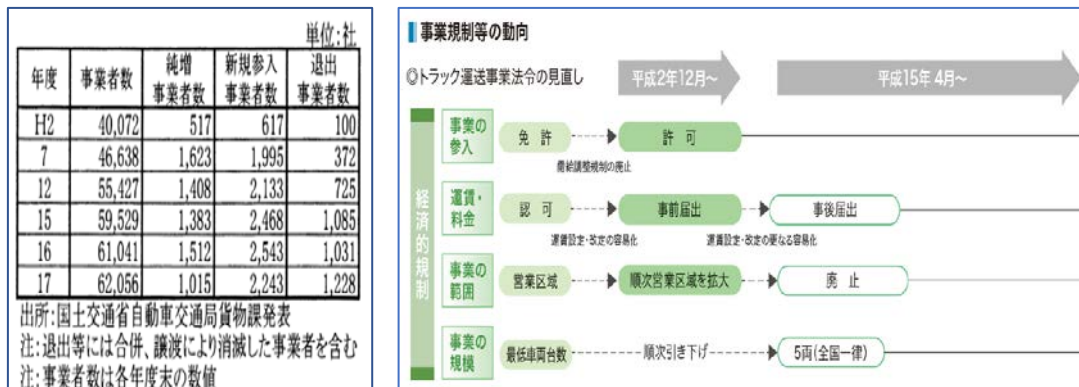 単位:社
年度 事業者数 純増事業者数 新規参入事業者数 退出事業者数
H2 40,072 517 617 100
7 46,638 1,623 1,995 372
12 55,427 1,408 2,133 725
15 59,529 1,383 2,468 1,085
16 61,041 1,512 2,543 1,031
17 62,056 1,015 2,243 1,228
出所:国土交通省自動車交通局貨物課発表
注:退出等には合併、譲渡により消滅した事業者を含む
注:事業者数は各年度末の数値
事業規制等の動向
◎トラック運送事業法令の見直し
平成2年12月～
平成15年4月～
経済的規制
事業の参入
免許
許可
需給調整規制の廃止
運賃・料金
認可
事前届出
事後届出
運賃設定・改定の容易化
運賃設定・改定の更なる容易化
事業の範囲
営業区域
順次営業区域を拡大
廃止
事業の規模
最低車両台数
順次引き下げ
5両(全国一律)